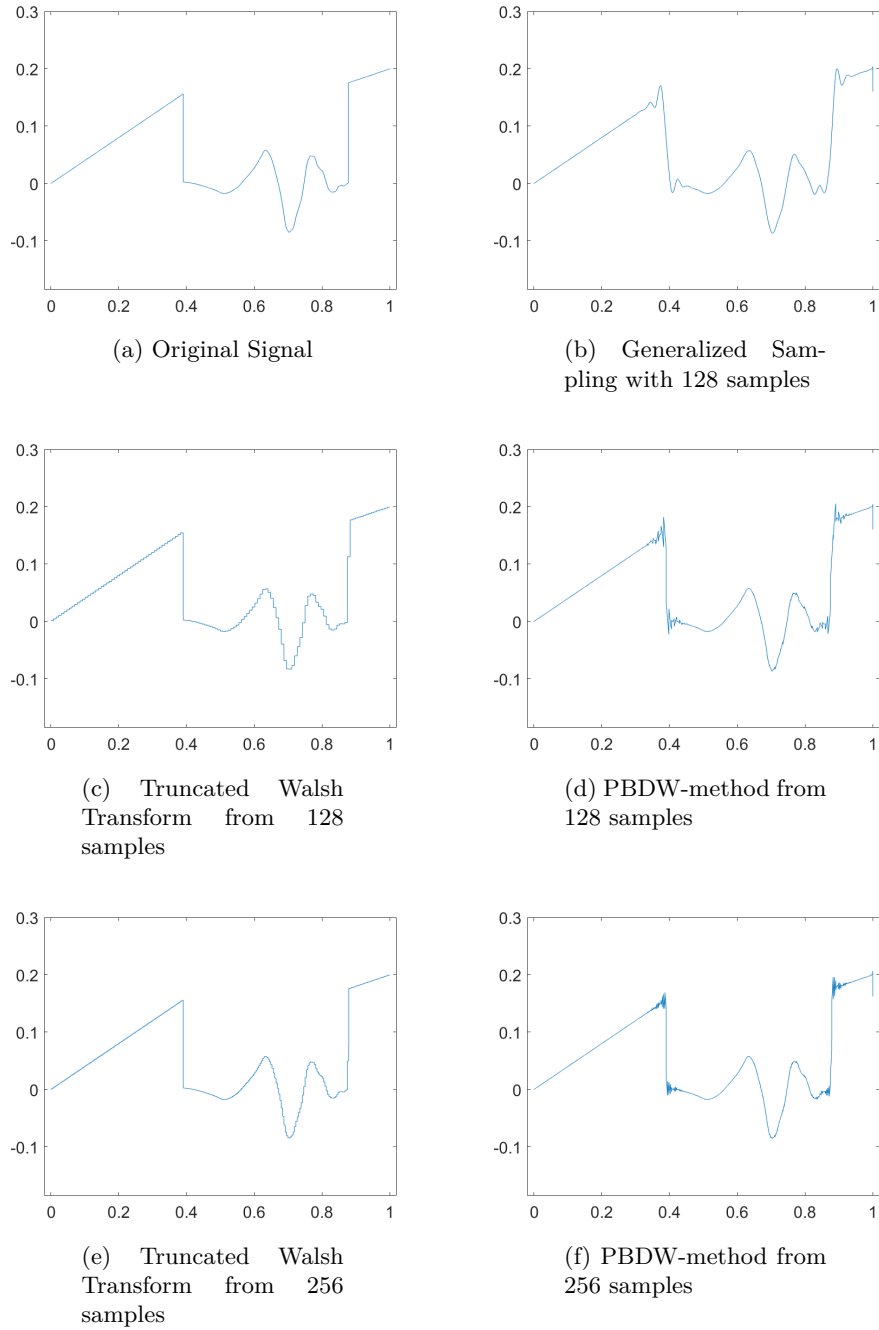 0.3
0.2
0.1
0
-0.1
0 0.2 0.4 0.6 0.8 1
(a) Original Signal
0.3
0.2
0.1
0
-0.1
0 0.2 0.4 0.6 0.8 1
(b) Generalized Sam-
pling with 128 samples
0.3
0.2
0.1
0
-0.1
0 0.2 0.4 0.6 0.8 1
(c) Truncated Walsh
Transform from 128
samples
0.3
0.2
0.1
0
-0.1
0 0.2 0.4 0.6 0.8 1
(d) PBDW-method from
128 samples
0.3
0.2
0.1
0
-0.1
0 0.2 0.4 0.6 0.8 1
(e) Truncated Walsh
Transform from 256
samples
0.3
0.2
0.1
0
-0.1
0 0.2 0.4 0.6 0.8 1
(f) PBDW-method from
256 samples